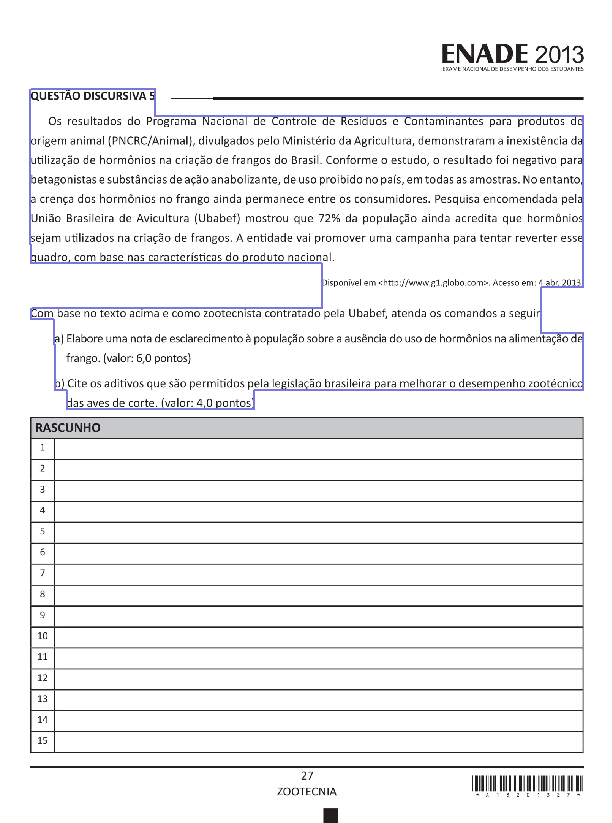 ENADE 2013
EXAME NACIONAL DE DESEMPENHO DOS ESTUDANTES
QUESTÃO DISCURSIVA 5
Os resultados do Programa Nacional de Controle de Resíduos e Contaminantes para produtos de
origem animal (PNCRC/Animal), divulgados pelo Ministério da Agricultura, demonstraram a inexistência da
utilização de hormônios na criação de frangos do Brasil. Conforme o estudo, o resultado foi negativo para
betagonistas e substâncias de ação anabolizante, de uso proibido no país, em todas as amostras. No entanto,
a crença dos hormônios no frango ainda permanece entre os consumidores. Pesquisa encomendada pela
União Brasileira de Avicultura (Ubabef) mostrou que 72% da população ainda acredita que hormônios
sejam utilizados na criação de frangos. A entidade vai promover uma campanha para tentar reverter esse
quadro, com base nas características do produto nacional.
Disponível em <http://www.g1.globo.com>. Acesso em: 4 abr. 2013.
Com base no texto acima e como zootecnista contratado pela Ubabef, atenda os comandos a seguir
a) Elabore uma nota de esclarecimento à população sobre a ausência do uso de hormônios na alimentação de
frango. (valor: 6,0 pontos)
b) Cite os aditivos que são permitidos pela legislação brasileira para melhorar o desempenho zootécnico
das aves de corte. (valor: 4,0 pontos)
RASCUNHO
1
2
3
4
5
6
7
8
9
10
11
12
13
14
15
27
ZOOTECNIA